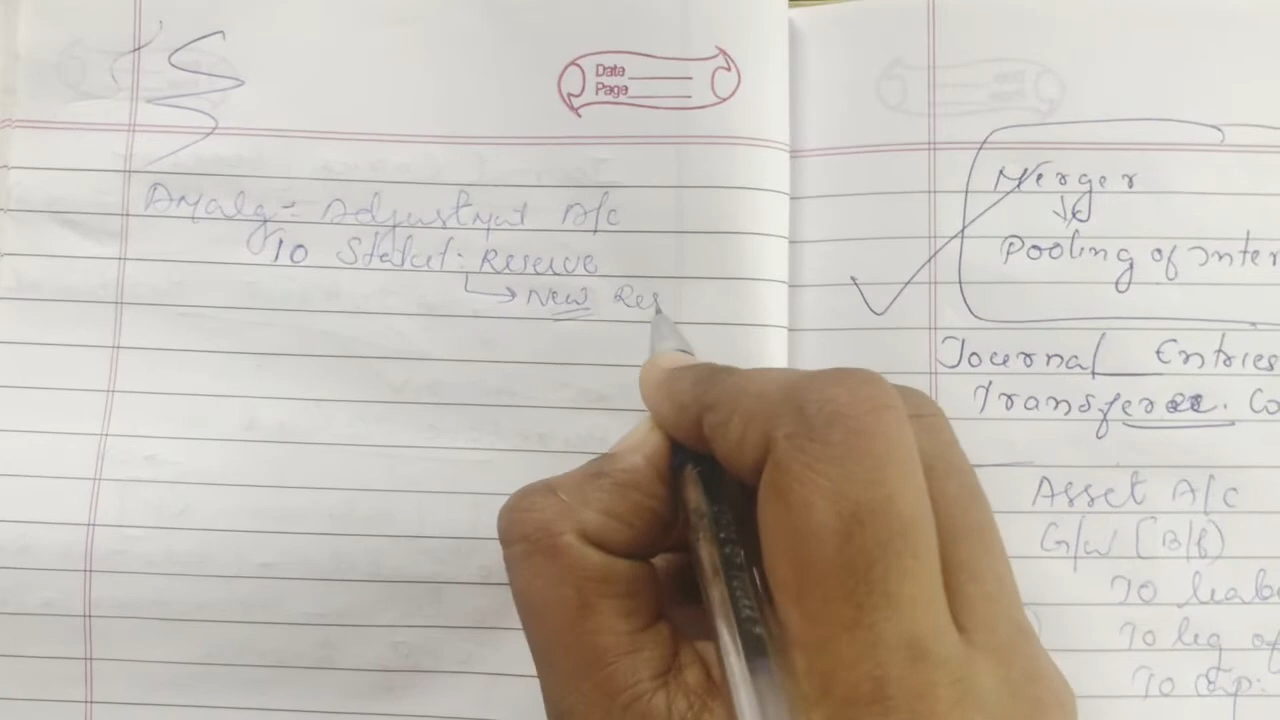 Date
Page
Amalg: Adjustment A/c
To Statut: Reserve
→ New Res
Merger
↓
Pooling of Inter
Journal Entries
Transferee. Co
Asset A/c
G/w [B/f]
To
To
To